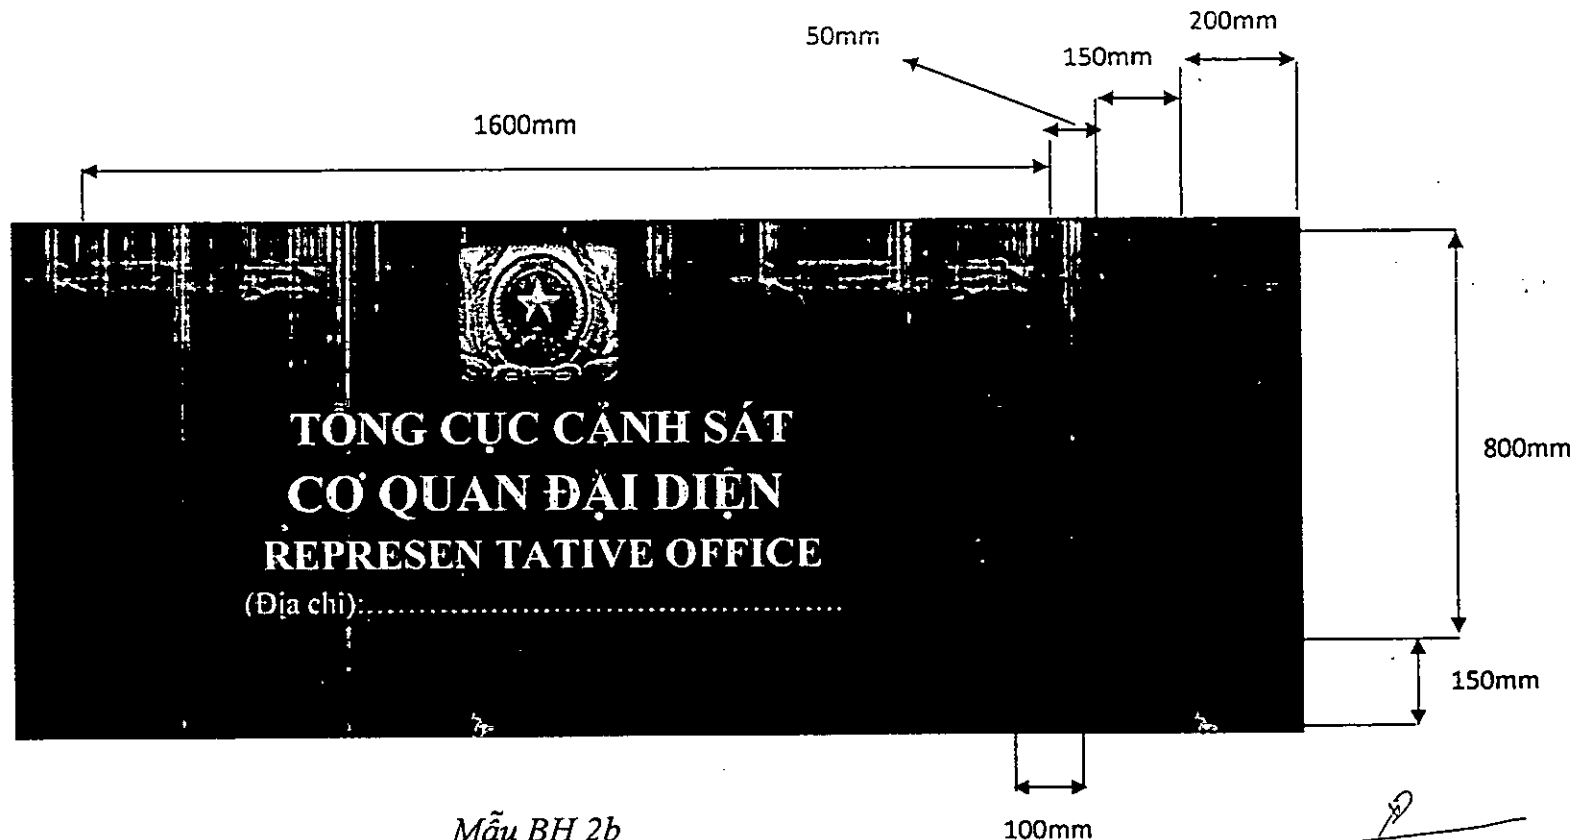 200mm
50mm
150mm
1600mm
TỔNG CỤC CẢNH SÁT
CƠ QUAN ĐẠI DIỆN
REPRESEN TATIVE OFFICE
(Địa chỉ):...............................................
800mm
150mm
100mm
Mẫu BH 2b